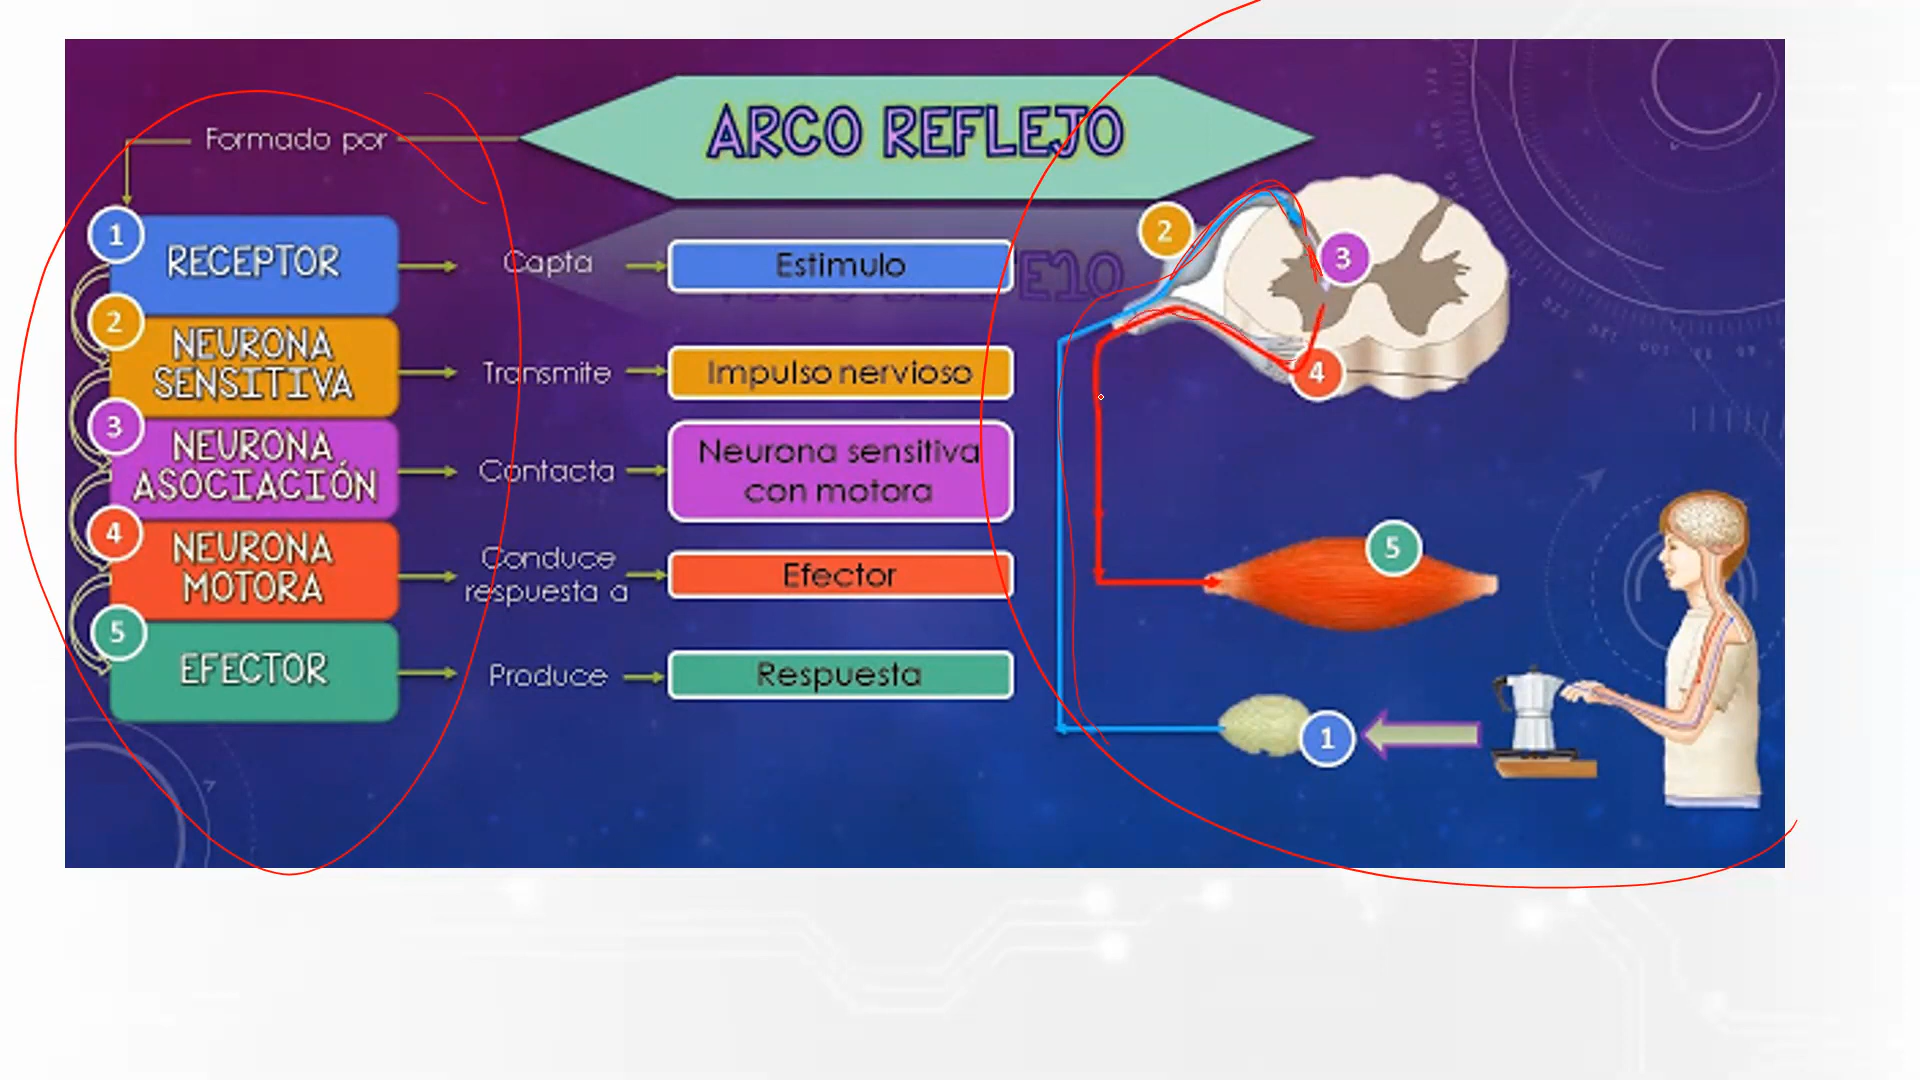 ARCO REFLEJO
Formado por
1
RECEPTOR
Capta
Estimulo
2
NEURONA
SENSITIVA
Transmite
Impulso nervioso
3
NEURONA
ASOCIACIÓN
Contacta
Neurona sensitiva
con motora
4
NEURONA
MOTORA
Conduce
respuesta a
Efector
5
EFECTOR
Produce
Respuesta
2
3
4
5
1